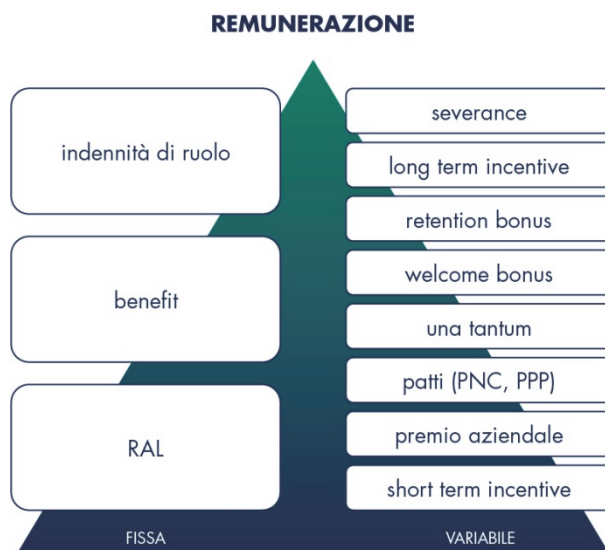 REMUNERAZIONE
indennità di ruolo
benefit
RAL
FISSA
severance
long term incentive
retention bonus
welcome bonus
una tantum
patti (PNC, PPP)
premio aziendale
short term incentive
VARIABILE